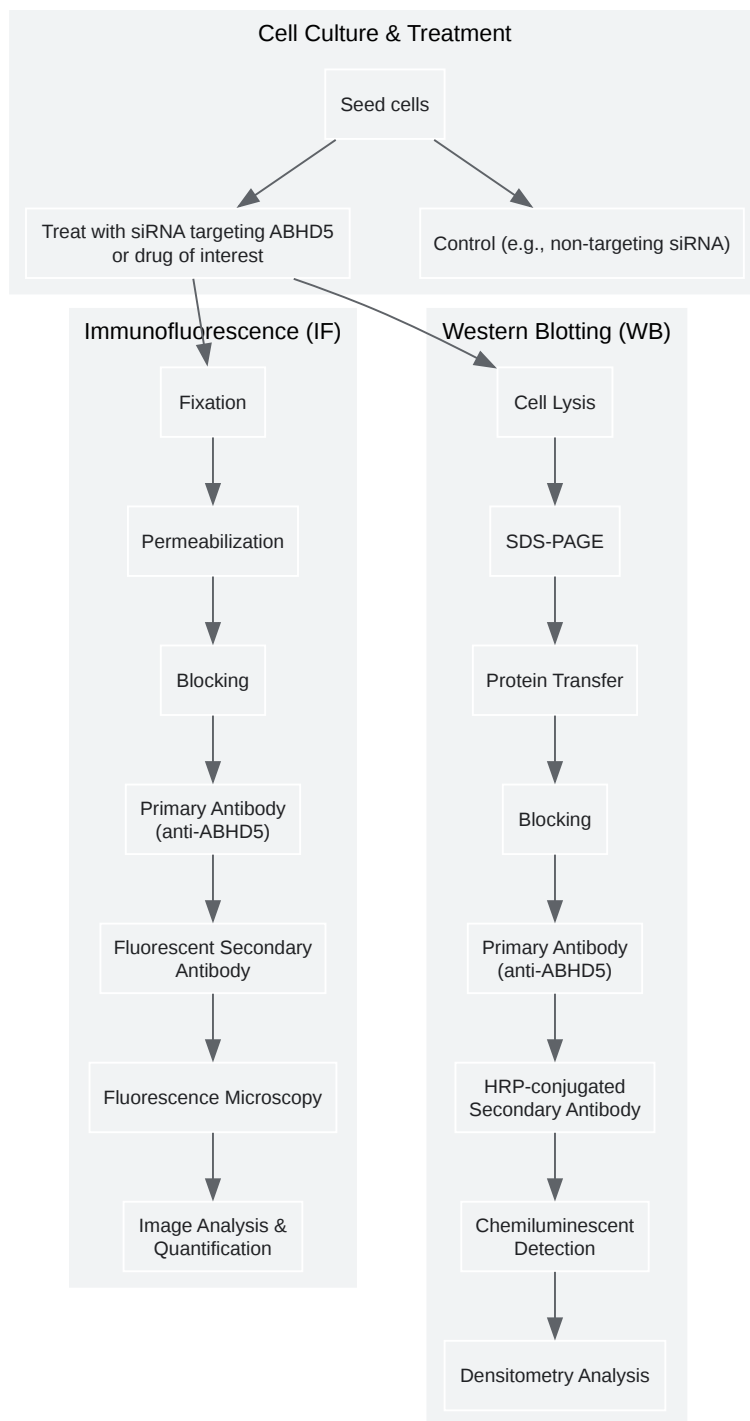 Cell Culture & Treatment
Seed cells
Treat with siRNA targeting ABHD5
or drug of interest
Control (e.g., non-targeting siRNA)
Immunofluorescence (IF)
Fixation
Permeabilization
Blocking
Primary Antibody
(anti-ABHD5)
Fluorescent Secondary
Antibody
Fluorescence Microscopy
Image Analysis &
Quantification
Western Blotting (WB)
Cell Lysis
SDS-PAGE
Protein Transfer
Blocking
Primary Antibody
(anti-ABHD5)
HRP-conjugated
Secondary Antibody
Chemiluminescent
Detection
Densitometry Analysis